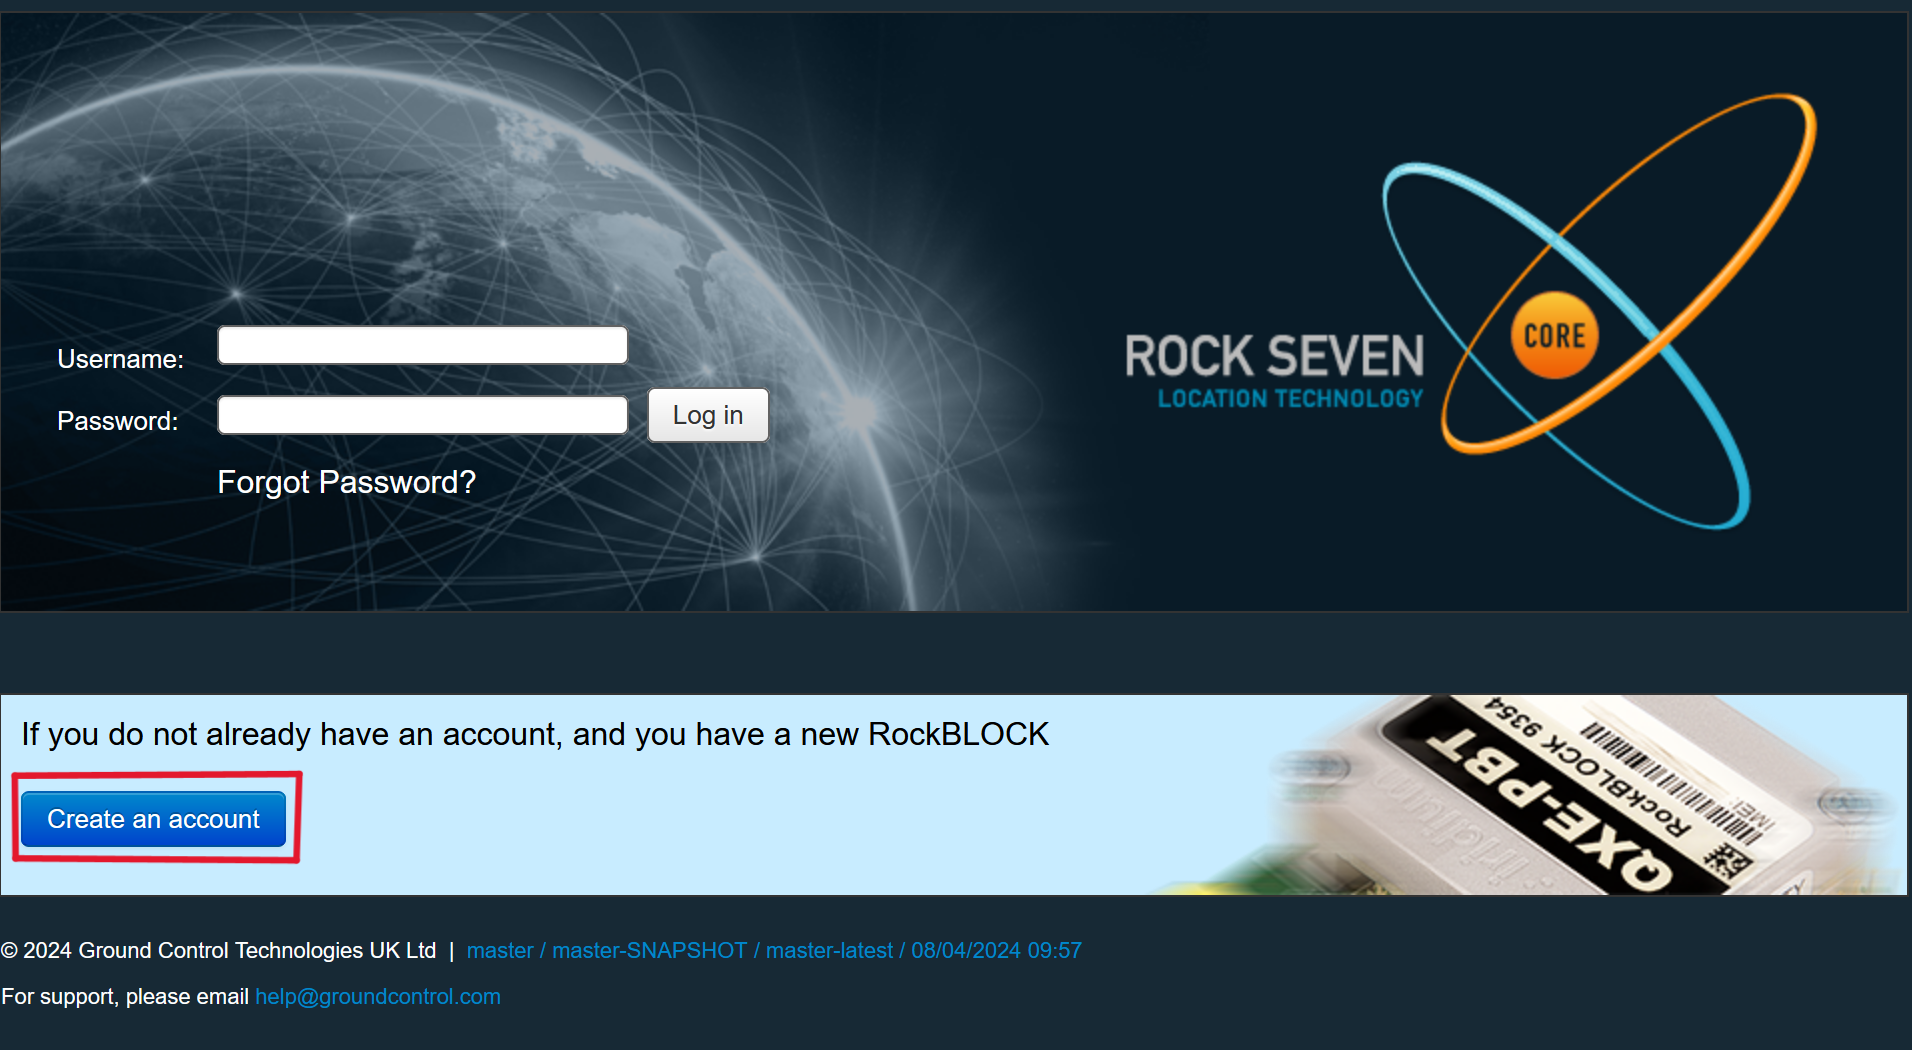 ROCK SEVEN
LOCATION TECHNOLOGY
CORE
Username:
Password:
Log in
Forgot Password?
If you do not already have an account, and you have a new RockBLOCK
Create an account
RockBLOCK 9354
QXE-PBT
IMEI:
iridium
© 2024 Ground Control Technologies UK Ltd | master / master-SNAPSHOT / master-latest / 08/04/2024 09:57
For support, please email help@groundcontrol.com